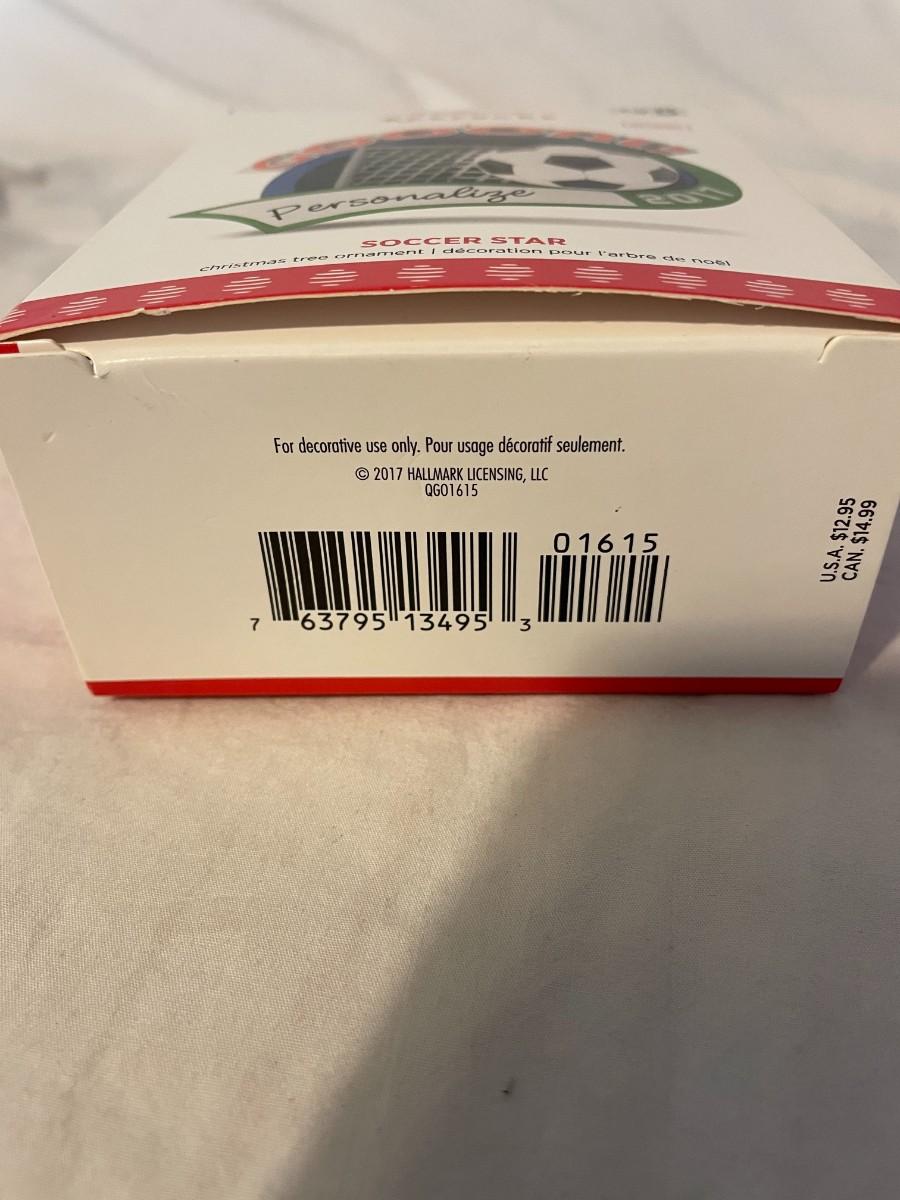 Personalize
2017
SOCCER STAR
christmas tree ornament | décoration pour l'arbre de noël
For decorative use only. Pour usage décoratif seulement.
© 2017 HALLMARK LICENSING, LLC
QGO1615
01615
7 63795 13495 3
U.S.A. $12.95
CAN. $14.99